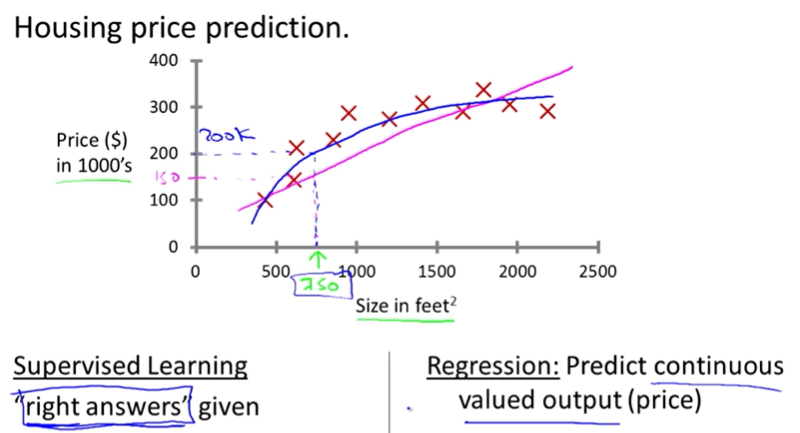 Housing price prediction.
400
300
200K
Price ($)
in 1000's
200
150
100
0
0 500 1000 1500 2000 2500
750
Size in feet²
Supervised Learning
"right answers" given
Regression: Predict continuous
valued output (price)